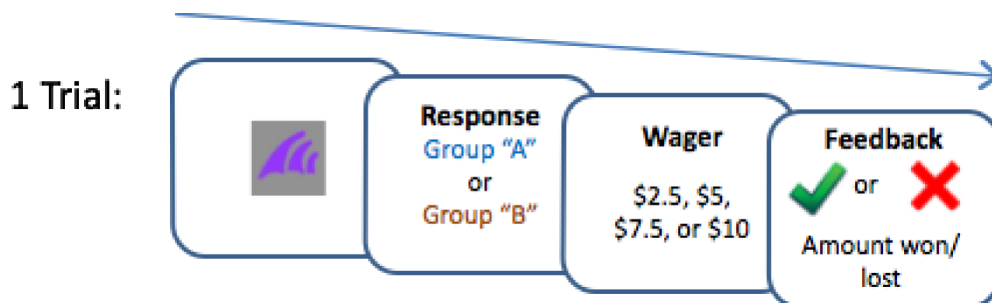 1 Trial:
Response
Group “A”
or
Group “B”
Wager
$2.5, $5,
$7.5, or $10
Feedback
or
Amount won/
lost